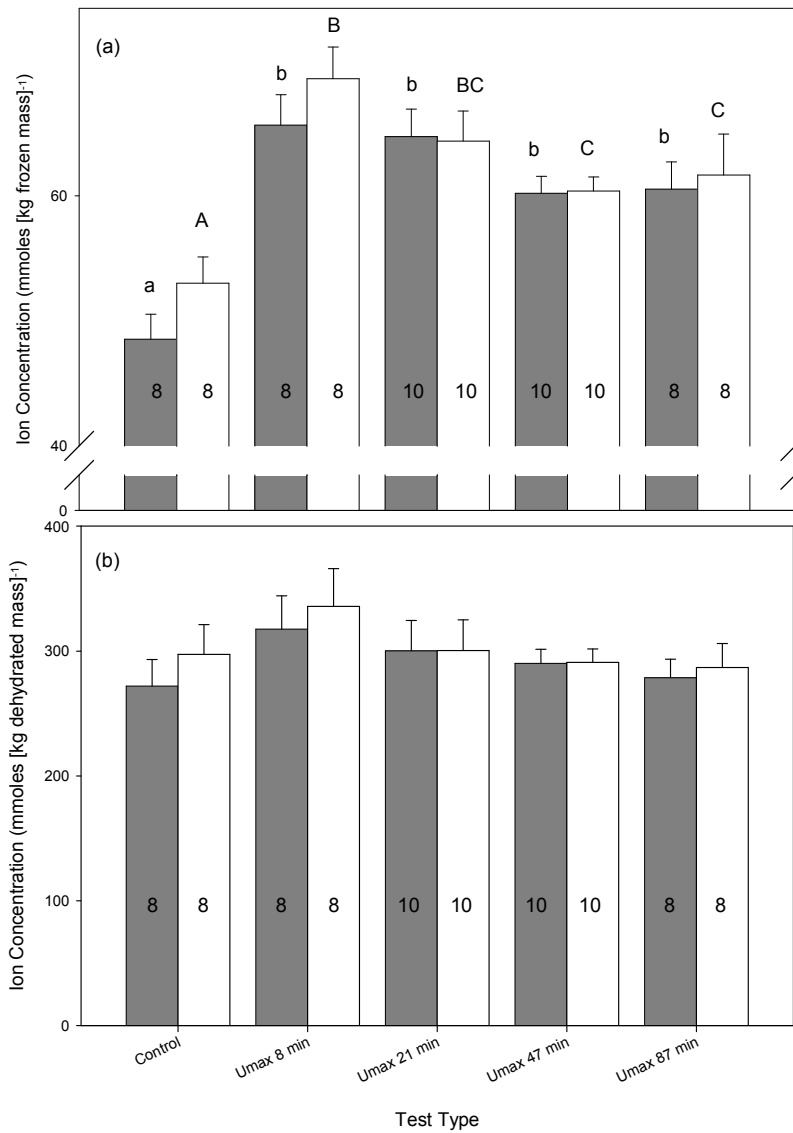 (a)
B
b
b
BC
b
C
b
C
A
a
60
40
0
8 8 8 8 10 10 10 10 8 8
Ion Concentration (mmoles [kg frozen mass]-1
(b)
400
300
200
100
0
8 8 8 8 10 10 10 10 8 8
Ion Concentration (mmoles [kg dehydrated mass]-1
Control
Umax 8 min
Umax 21 min
Umax 47 min
Umax 87 min
Test Type